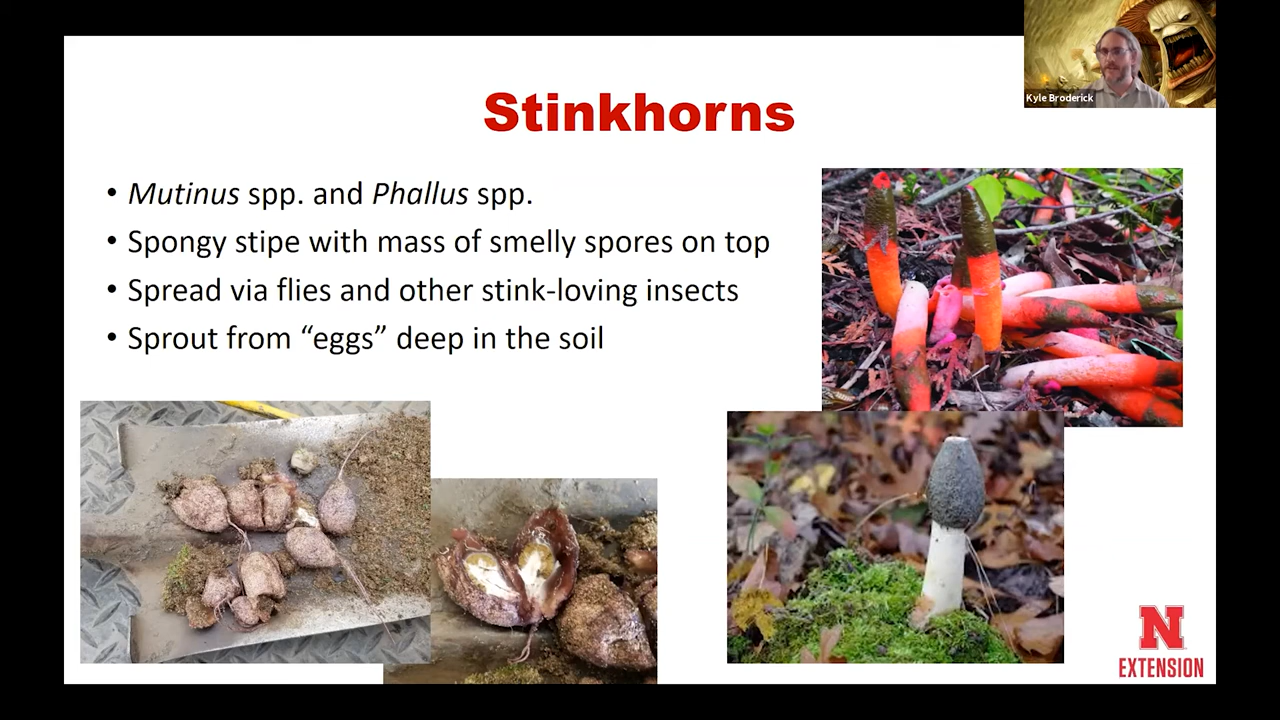 Kyle Broderick
Stinkhorns
• Mutinus spp. and Phallus spp.
• Spongy stipe with mass of smelly spores on top
• Spread via flies and other stink-loving insects
• Sprout from “eggs” deep in the soil
N
EXTENSION